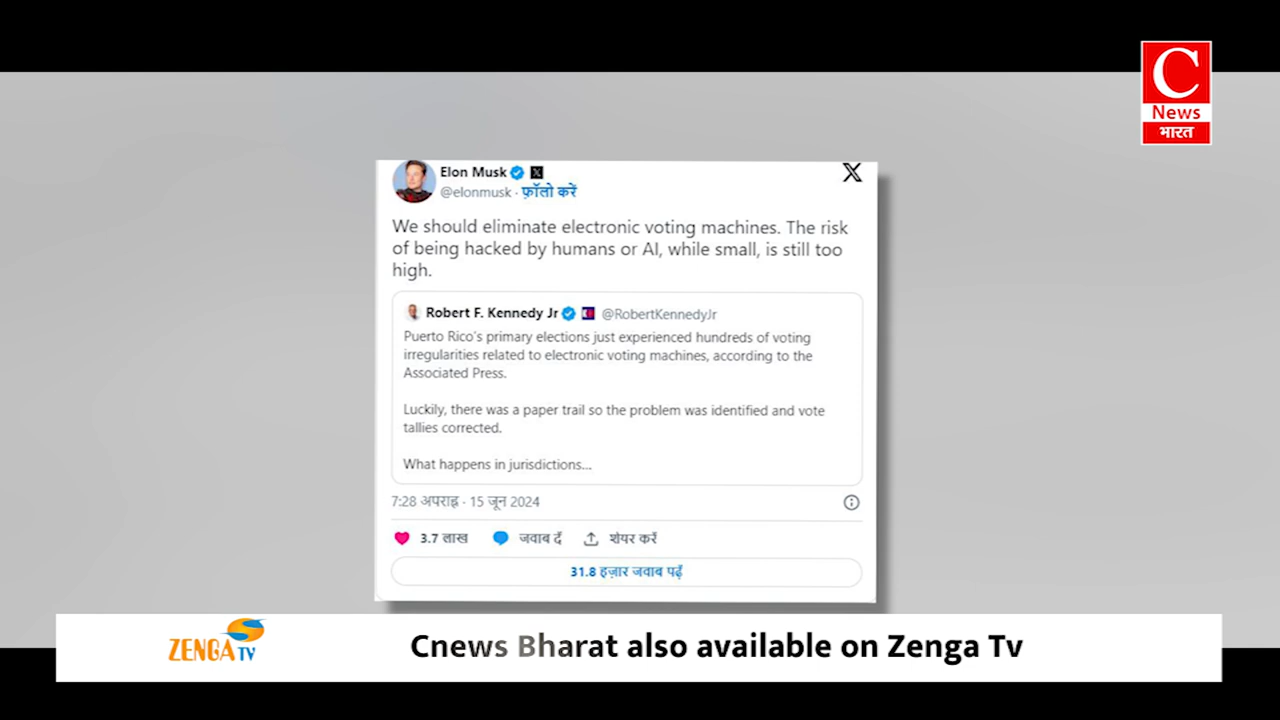 C
News
भारत
Elon Musk
@elonmusk · फ़ॉलो करें
X
We should eliminate electronic voting machines. The risk
of being hacked by humans or AI, while small, is still too
high.
Robert F. Kennedy Jr @RobertKennedyJr
Puerto Rico's primary elections just experienced hundreds of voting
irregularities related to electronic voting machines, according to the
Associated Press.
Luckily, there was a paper trail so the problem was identified and vote
tallies corrected.
What happens in jurisdictions...
7:28 अपराह्न · 15 जून 2024
3.7 लाख जवाब दें शेयर करें
31.8 हज़ार जवाब पढ़ें
ZENGA TV
Cnews Bharat also available on Zenga Tv